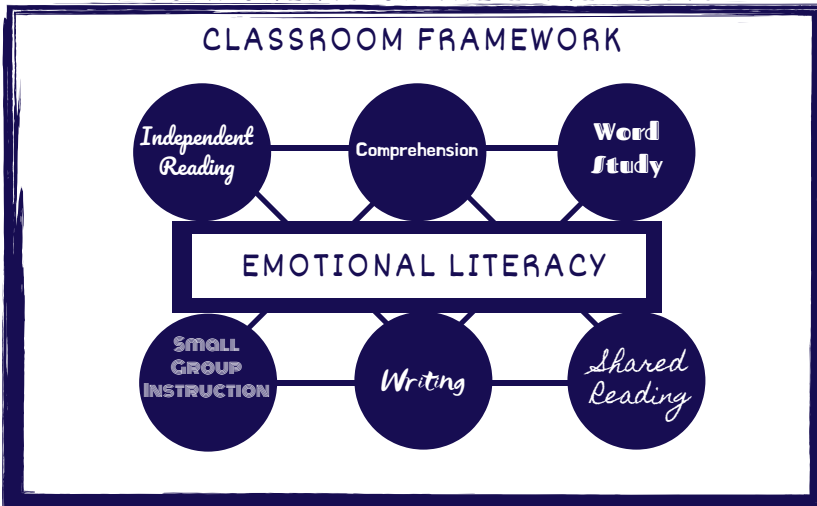 CLASSROOM FRAMEWORK
Independent
Reading
Comprehension
Word
Study
EMOTIONAL LITERACY
Small
Group
Instruction
Writing
Shared
Reading